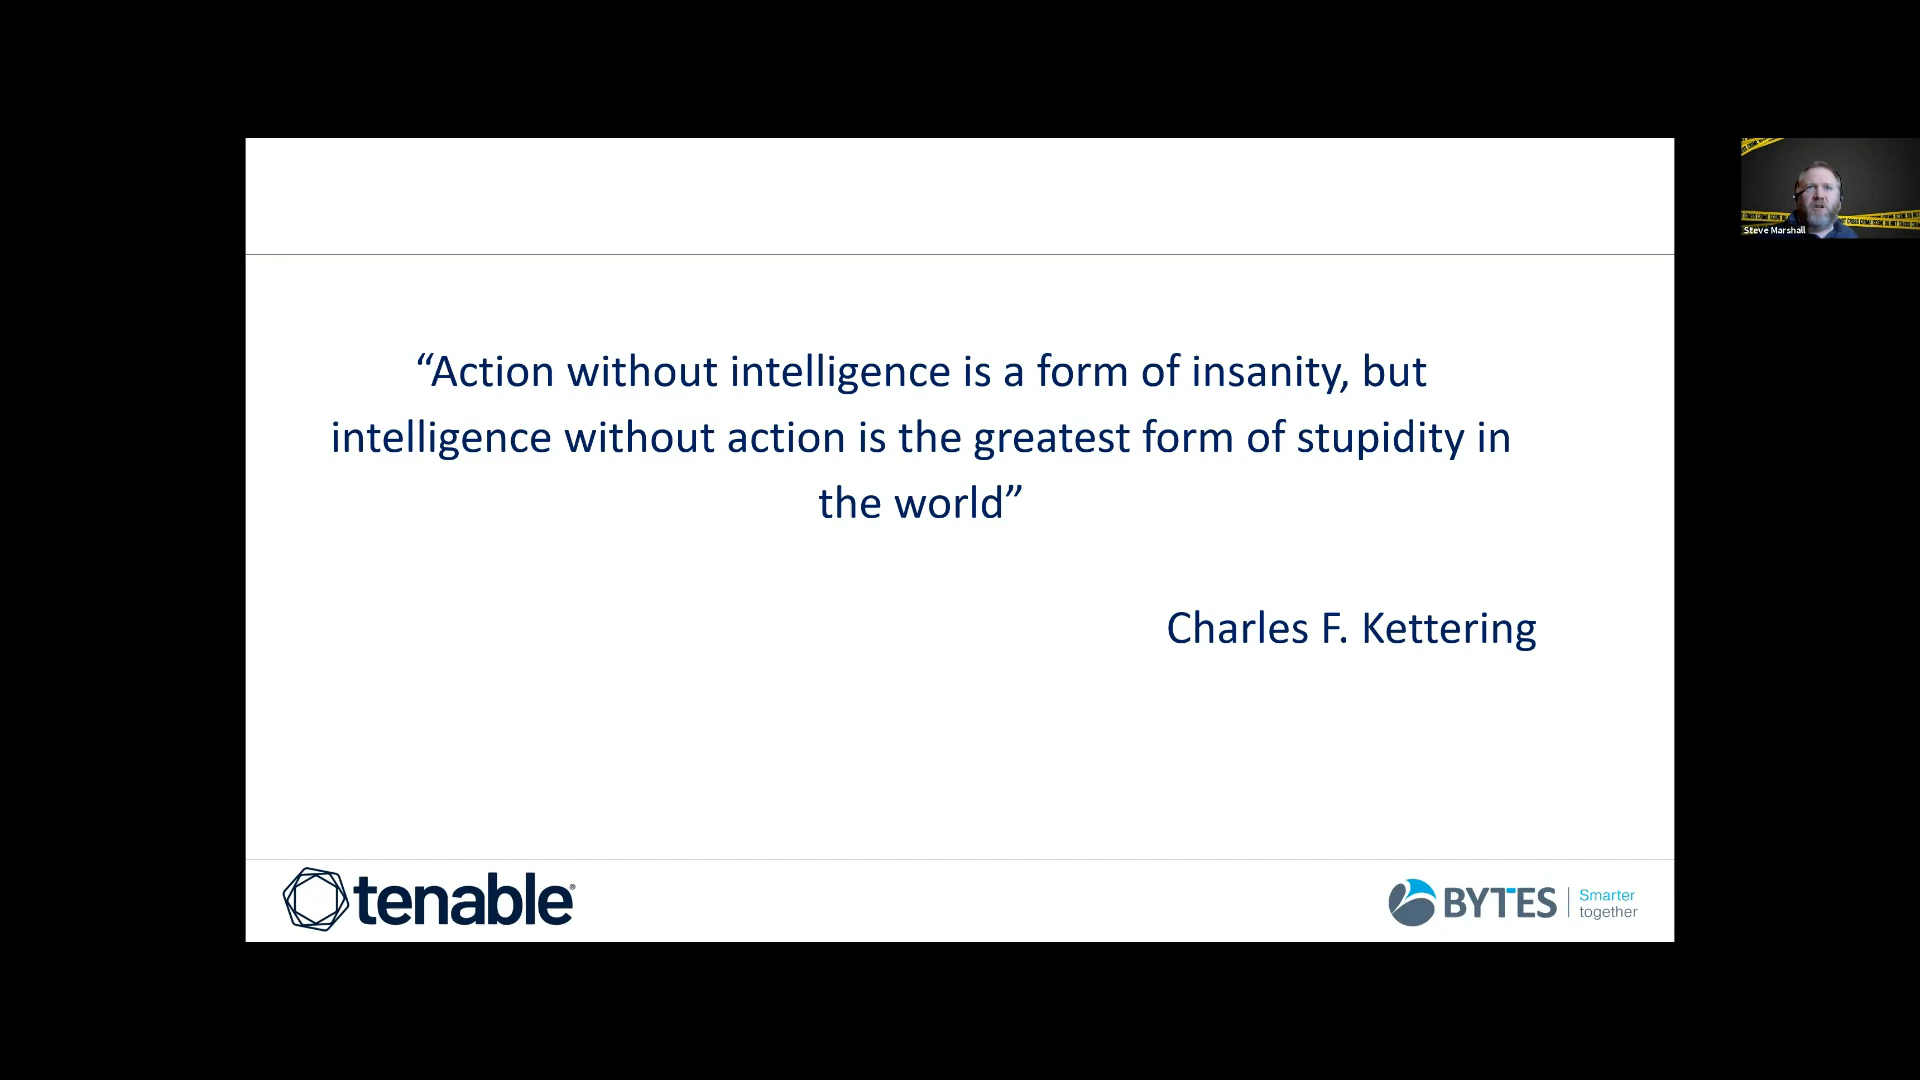 “Action without intelligence is a form of insanity, but
intelligence without action is the greatest form of stupidity in
the world”
Charles F. Kettering
tenable®
BYTES
Smarter
together
Steve Marshall